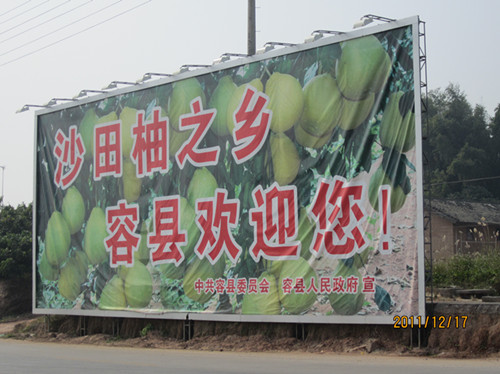 沙田柚之乡
容县欢迎您!
中共容县委员会 容县人民政府宣
2011/12/17